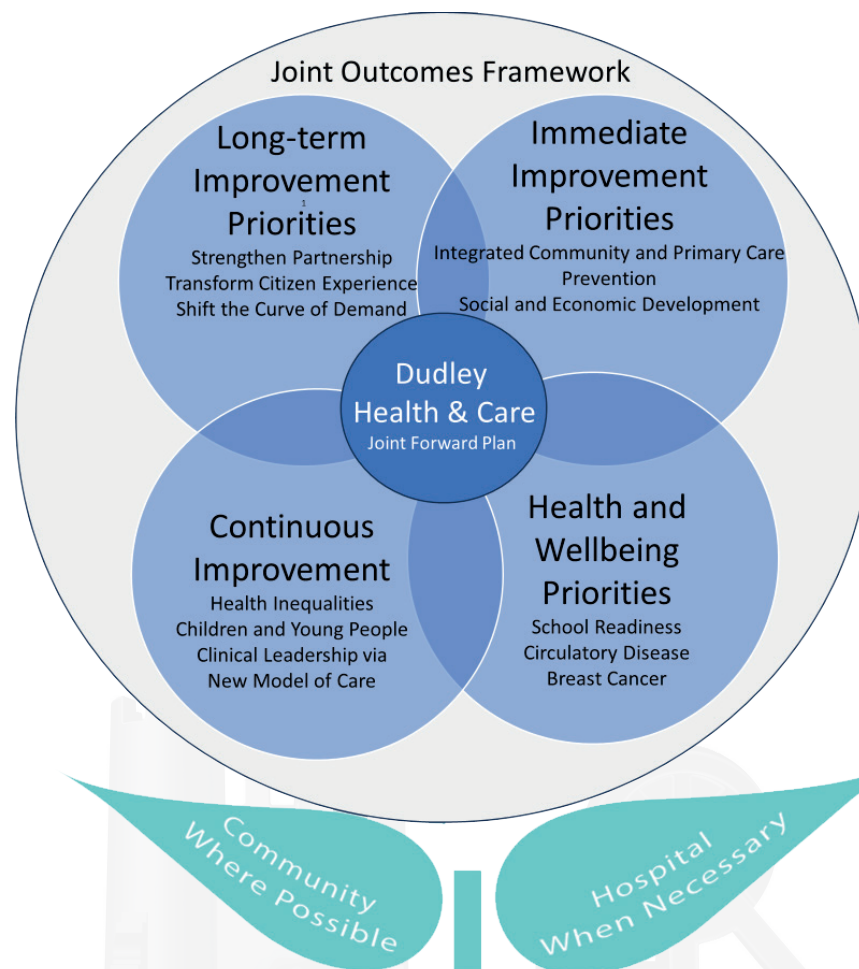 Joint Outcomes Framework
Long-term
Improvement
1
Priorities
Strengthen Partnership
Transform Citizen Experience
Shift the Curve of Demand
Immediate
Improvement
Priorities
Integrated Community and Primary Care
Prevention
Social and Economic Development
Dudley
Health & Care
Joint Forward Plan
Continuous
Improvement
Health Inequalities
Children and Young People
Clinical Leadership via
New Model of Care
Health and
Wellbeing
Priorities
School Readiness
Circulatory Disease
Breast Cancer
Community
Where Possible
Hospital
When Necessary